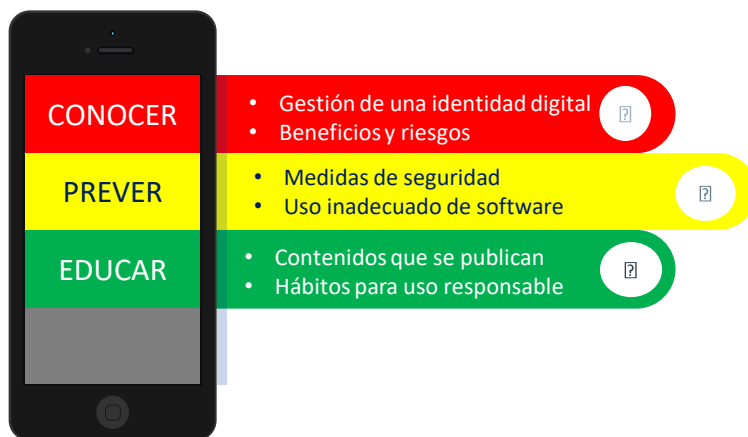 CONOCER
• Gestión de una identidad digital
• Beneficios y riesgos
PREVER
• Medidas de seguridad
• Uso inadecuado de software
EDUCAR
• Contenidos que se publican
• Hábitos para uso responsable